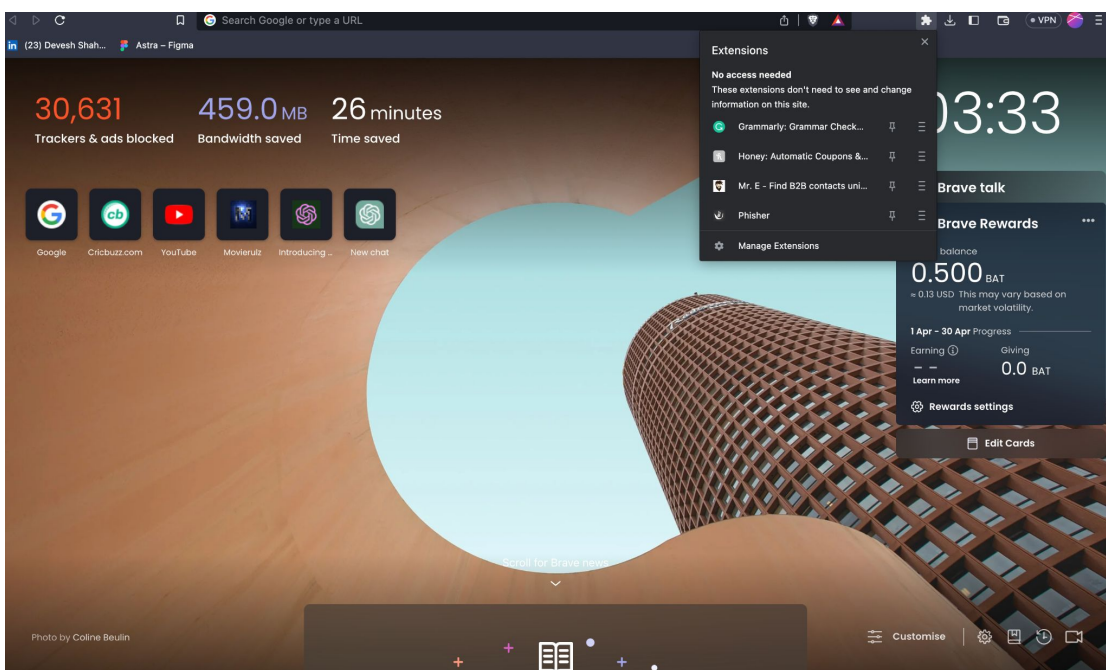 Search Google or type a URL
VPN
in (23) Devesh Shah...
Astra – Figma
Extensions
No access needed
These extensions don't need to see and change
information on this site.
Grammarly: Grammar Check...
Honey: Automatic Coupons &...
Mr. E - Find B2B contacts uni...
Phisher
Manage Extensions
30,631
Trackers & ads blocked
459.0 MB
Bandwidth saved
26 minutes
Time saved
03:33
cb
Google
Cricbuzz.com
YouTube
Movierulz
Introducing ..
New chat
Brave talk
Brave Rewards
balance
0.500 BAT
≈ 0.13 USD This may vary based on
market volatility.
1 Apr - 30 Apr Progress
Earning
– –
Learn more
Giving
0.0 BAT
Rewards settings
Edit Cards
Scroll for Brave news
Photo by Coline Beulin
Customise